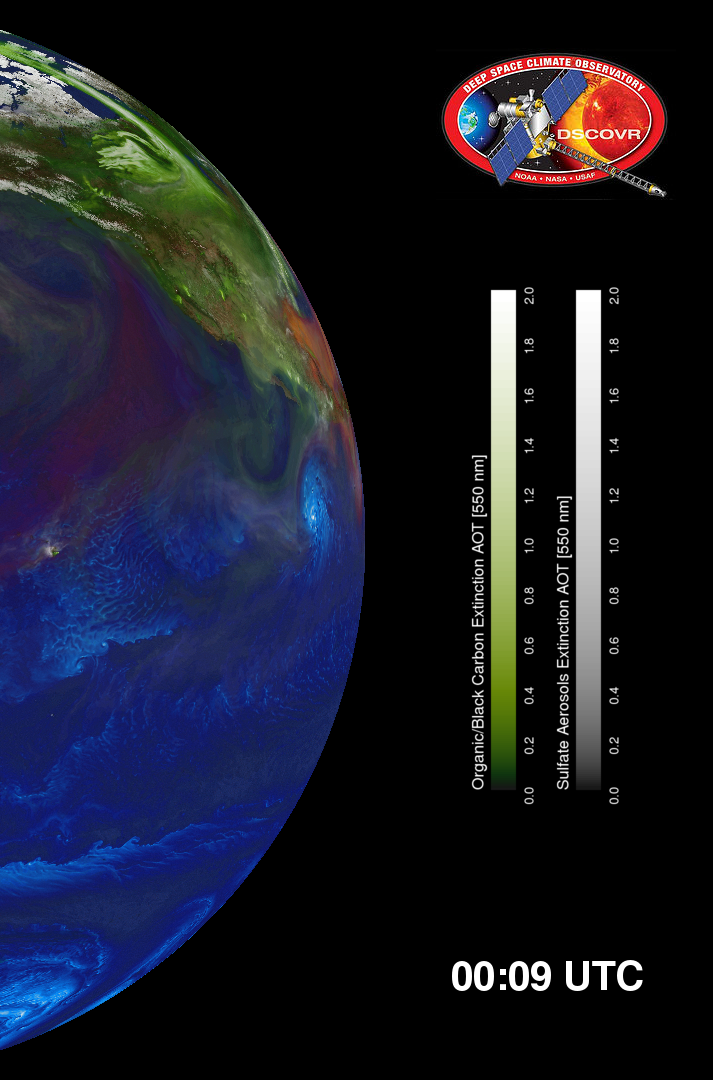 DEEP SPACE CLIMATE OBSERVATORY
DSCOVR
NOAA • NASA • USAF
Organic/Black Carbon Extinction AOT [550 nm]
0.0 0.2 0.4 0.6 0.8 1.0 1.2 1.4 1.6 1.8 2.0
Sulfate Aerosols Extinction AOT [550 nm]
0.0 0.2 0.4 0.6 0.8 1.0 1.2 1.4 1.6 1.8 2.0
00:09 UTC